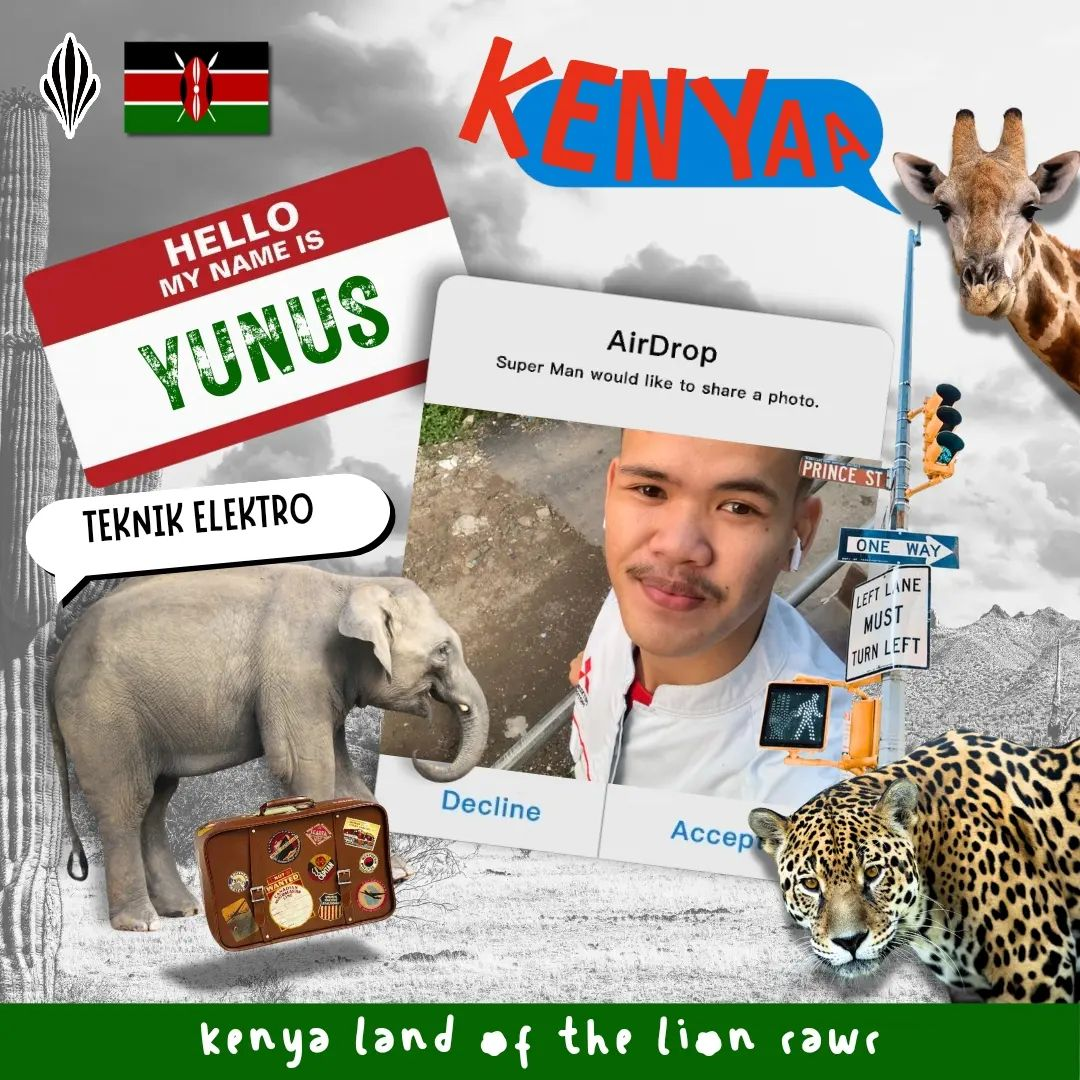 KENYAA
HELLO
MY NAME IS
YUNUS
AirDrop
Super Man would like to share a photo.
PRINCE ST
TEKNIK ELEKTRO
ONE WAY
LEFT LANE
MUST
TURN LEFT
Decline
Accep
WANTED
kenya land of the lion rawr